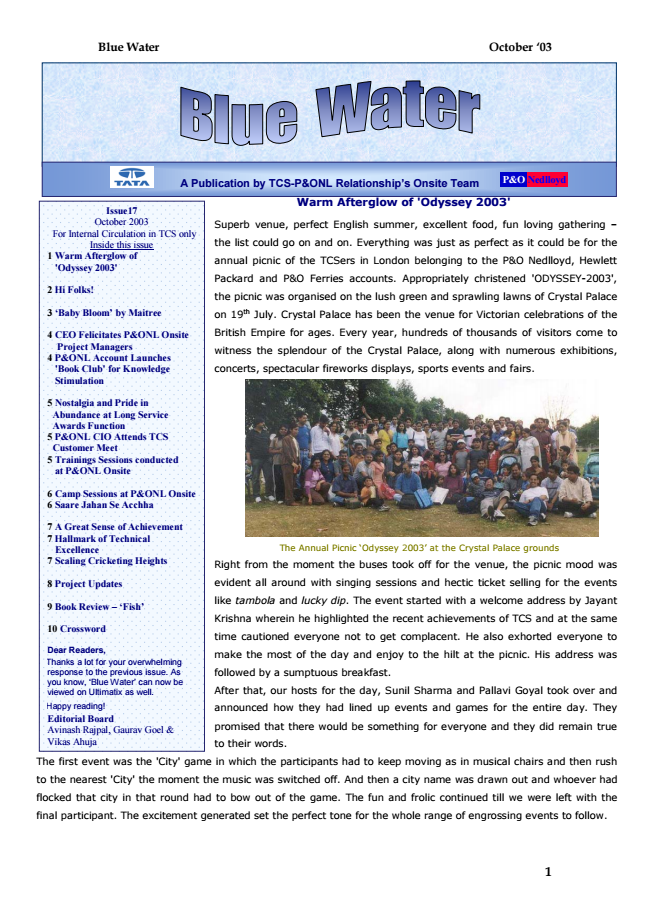 Blue Water October ‘03
Blue Water
TATA
A Publication by TCS-P&ONL Relationship's Onsite Team
P&O Nedlloyd
Issue17
October 2003
For Internal Circulation in TCS only
Inside this issue
1 Warm Afterglow of
'Odyssey 2003'
2 Hi Folks!
3 ‘Baby Bloom’ by Maitree
4 CEO Felicitates P&ONL Onsite
Project Managers
4 P&ONL Account Launches
'Book Club' for Knowledge
Stimulation
5 Nostalgia and Pride in
Abundance at Long Service
Awards Function
5 P&ONL CIO Attends TCS
Customer Meet
5 Trainings Sessions conducted
at P&ONL Onsite
6 Camp Sessions at P&ONL Onsite
6 Saare Jahan Se Acchha
7 A Great Sense of Achievement
7 Hallmark of Technical
Excellence
7 Scaling Cricketing Heights
8 Project Updates
9 Book Review – ‘Fish’
10 Crossword
Dear Readers,
Thanks a lot for your overwhelming
response to the previous issue. As
you know, ‘Blue Water’ can now be
viewed on Ultimatix as well.
Happy reading!
Editorial Board
Avinash Rajpal, Gaurav Goel &
Vikas Ahuja
Warm Afterglow of 'Odyssey 2003'
Superb venue, perfect English summer, excellent food, fun loving gathering –
the list could go on and on. Everything was just as perfect as it could be for the
annual picnic of the TCSers in London belonging to the P&O Nedlloyd, Hewlett
Packard and P&O Ferries accounts. Appropriately christened 'ODYSSEY-2003',
the picnic was organised on the lush green and sprawling lawns of Crystal Palace
on 19th July. Crystal Palace has been the venue for Victorian celebrations of the
British Empire for ages. Every year, hundreds of thousands of visitors come to
witness the splendour of the Crystal Palace, along with numerous exhibitions,
concerts, spectacular fireworks displays, sports events and fairs.
The Annual Picnic ‘Odyssey 2003’ at the Crystal Palace grounds
Right from the moment the buses took off for the venue, the picnic mood was
evident all around with singing sessions and hectic ticket selling for the events
like tambola and lucky dip. The event started with a welcome address by Jayant
Krishna wherein he highlighted the recent achievements of TCS and at the same
time cautioned everyone not to get complacent. He also exhorted everyone to
make the most of the day and enjoy to the hilt at the picnic. His address was
followed by a sumptuous breakfast.
After that, our hosts for the day, Sunil Sharma and Pallavi Goyal took over and
announced how they had lined up events and games for the entire day. They
promised that there would be something for everyone and they did remain true
to their words.
The first event was the 'City' game in which the participants had to keep moving as in musical chairs and then rush
to the nearest 'City' the moment the music was switched off. And then a city name was drawn out and whoever had
flocked that city in that round had to bow out of the game. The fun and frolic continued till we were left with the
final participant. The excitement generated set the perfect tone for the whole range of engrossing events to follow.
1